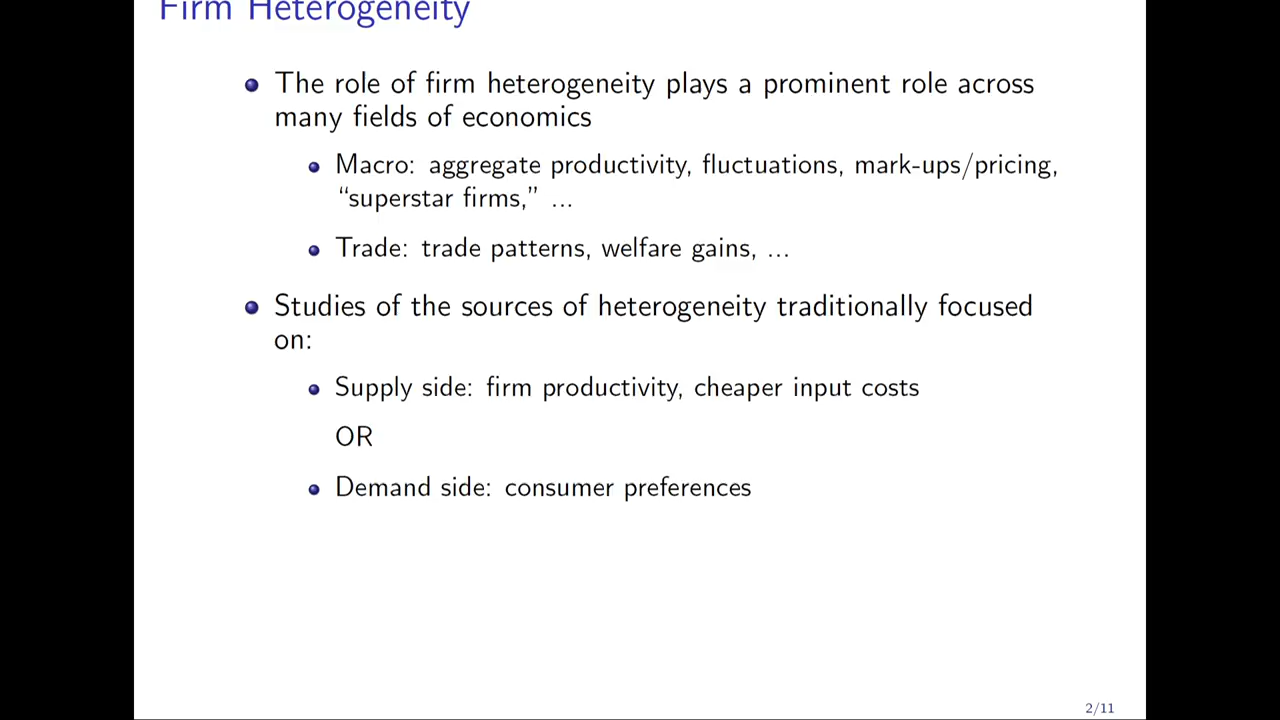 Firm Heterogeneity
The role of firm heterogeneity plays a prominent role across
many fields of economics
Macro: aggregate productivity, fluctuations, mark-ups/pricing,
“superstar firms,” ...
Trade: trade patterns, welfare gains, ...
Studies of the sources of heterogeneity traditionally focused
on:
Supply side: firm productivity, cheaper input costs
OR
Demand side: consumer preferences
2/11